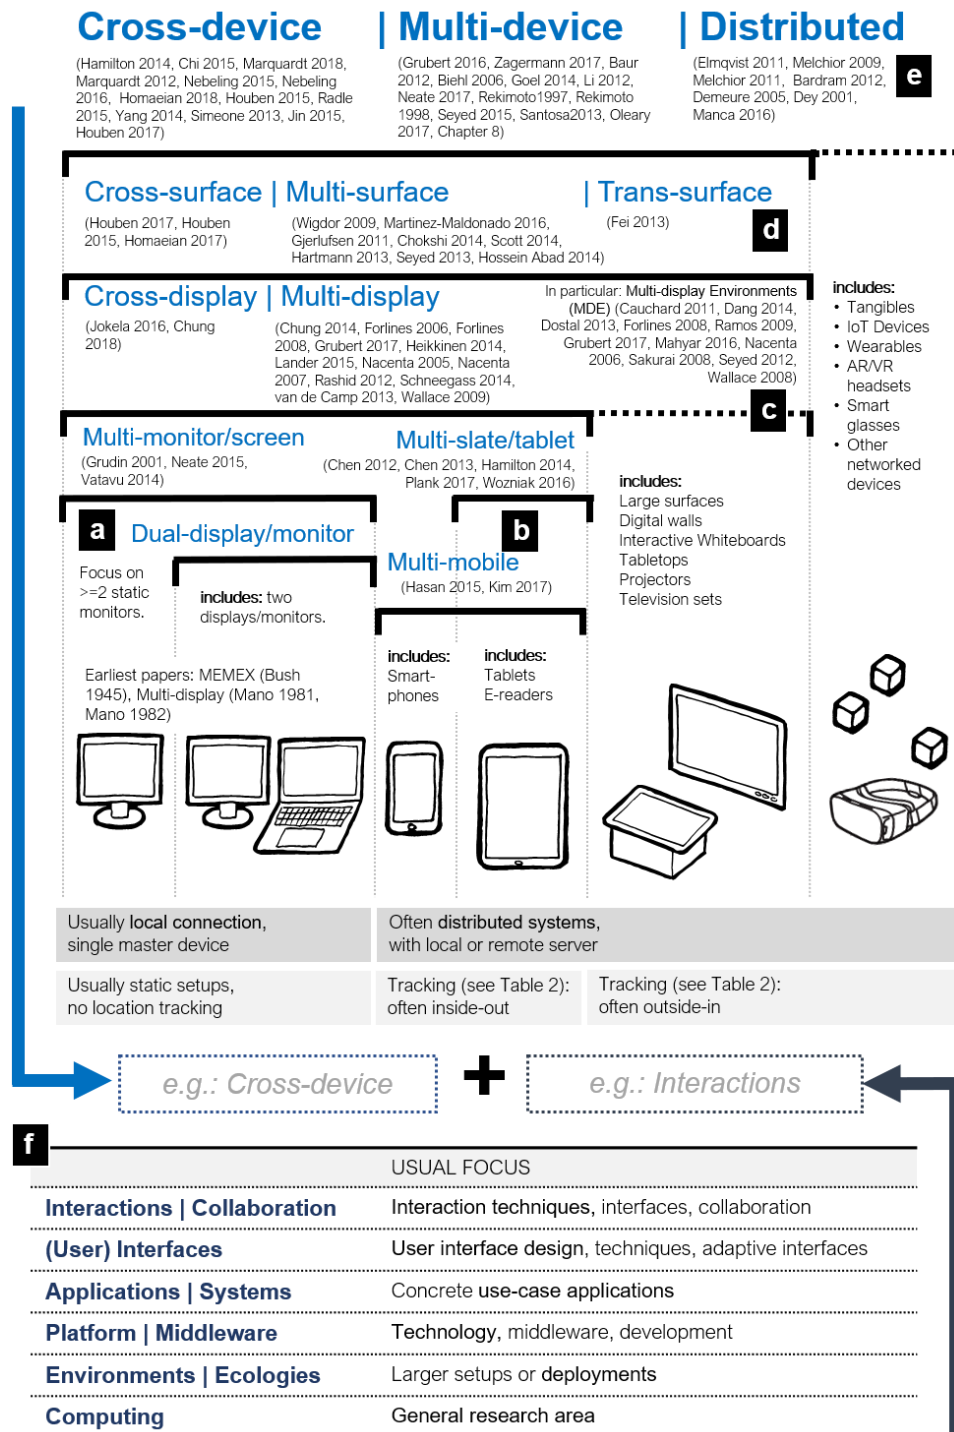 Cross-device | Multi-device | Distributed
(Hamilton 2014, Chi 2015, Marquardt 2018,
Marquardt 2012, Nebeling 2015, Nebeling
2016, Homaeian 2018, Houben 2015, Radle
2015, Yang 2014, Simeone 2013, Jin 2015,
Houben 2017)
(Grubert 2016, Zagermann 2017, Baur
2012, Biehl 2006, Goel 2014, Li 2012,
Neate 2017, Rekimoto1997, Rekimoto
1998, Seyed 2015, Santosa2013, Oleary
2017, Chapter 8)
(Elmqvist 2011, Melchior 2009,
Melchior 2011, Bardram 2012,
Demeure 2005, Dey 2001,
Manca 2016)
e
Cross-surface | Multi-surface | Trans-surface
(Houben 2017, Houben
2015, Homaeian 2017)
(Wigdor 2009, Martinez-Maldonado 2016,
Gjerlufsen 2011, Chokshi 2014, Scott 2014,
Hartmann 2013, Seyed 2013, Hossein Abad 2014)
(Fei 2013)
d
Cross-display | Multi-display
(Jokela 2016, Chung
2018)
(Chung 2014, Forlines 2006, Forlines
2008, Grubert 2017, Heikkinen 2014,
Lander 2015, Nacenta 2005, Nacenta
2007, Rashid 2012, Schneegass 2014,
van de Camp 2013, Wallace 2009)
In particular: Multi-display Environments
(MDE) (Cauchard 2011, Dang 2014,
Dostal 2013, Forlines 2008, Ramos 2009,
Grubert 2017, Mahyar 2016, Nacenta
2006, Sakurai 2008, Seyed 2012,
Wallace 2008)
c
includes:
• Tangibles
• IoT Devices
• Wearables
• AR/VR
headsets
• Smart
glasses
• Other
networked
devices
Multi-monitor/screen
(Grudin 2001, Neate 2015,
Vatavu 2014)
Multi-slate/tablet
(Chen 2012, Chen 2013, Hamilton 2014,
Plank 2017, Wozniak 2016)
includes:
Large surfaces
Digital walls
Interactive Whiteboards
Tabletops
Projectors
Television sets
a
Dual-display/monitor
b
Focus on
>=2 static
monitors.
includes: two
displays/monitors.
Multi-mobile
(Hasan 2015, Kim 2017)
Earliest papers: MEMEX (Bush
1945), Multi-display (Mano 1981,
Mano 1982)
includes:
Smart-
phones
includes:
Tablets
E-readers
Usually local connection,
single master device
Often distributed systems,
with local or remote server
Usually static setups,
no location tracking
Tracking (see Table 2):
often inside-out
Tracking (see Table 2):
often outside-in
e.g.: Cross-device + e.g.: Interactions
f
USUAL FOCUS
Interactions | Collaboration Interaction techniques, interfaces, collaboration
(User) Interfaces User interface design, techniques, adaptive interfaces
Applications | Systems Concrete use-case applications
Platform | Middleware Technology, middleware, development
Environments | Ecologies Larger setups or deployments
Computing General research area